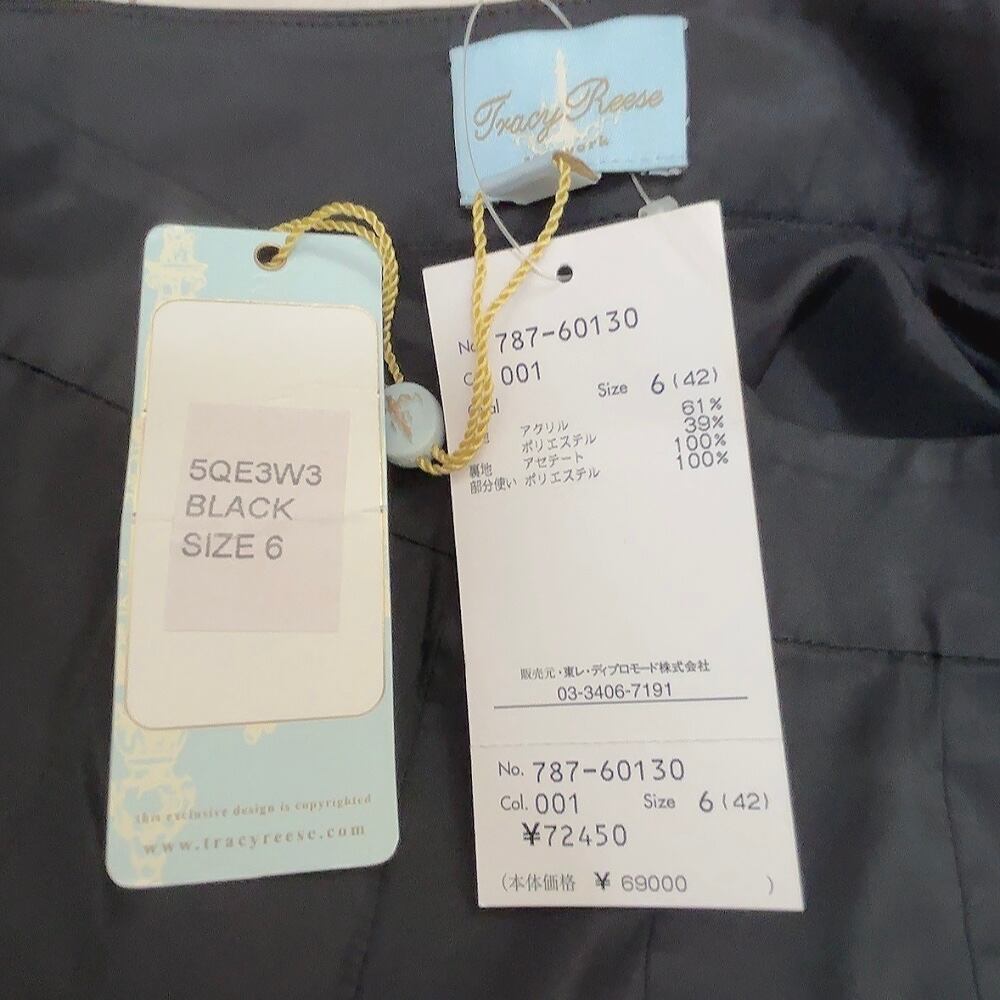 Tracy Reese
5QE3W3
BLACK
SIZE 6
this exclusive design is copyrighted
www.tracyreese.com
No. 787-60130
001
Size 6 (42)
アクリル 61%
ポリエステル 39%
裏地 アセテート 100%
部分使い ポリエステル 100%
販売元・東レ・ディプロモード株式会社
03-3406-7191
No. 787-60130
Col. 001 Size 6 (42)
¥72450
(本体価格 ¥ 69000 )